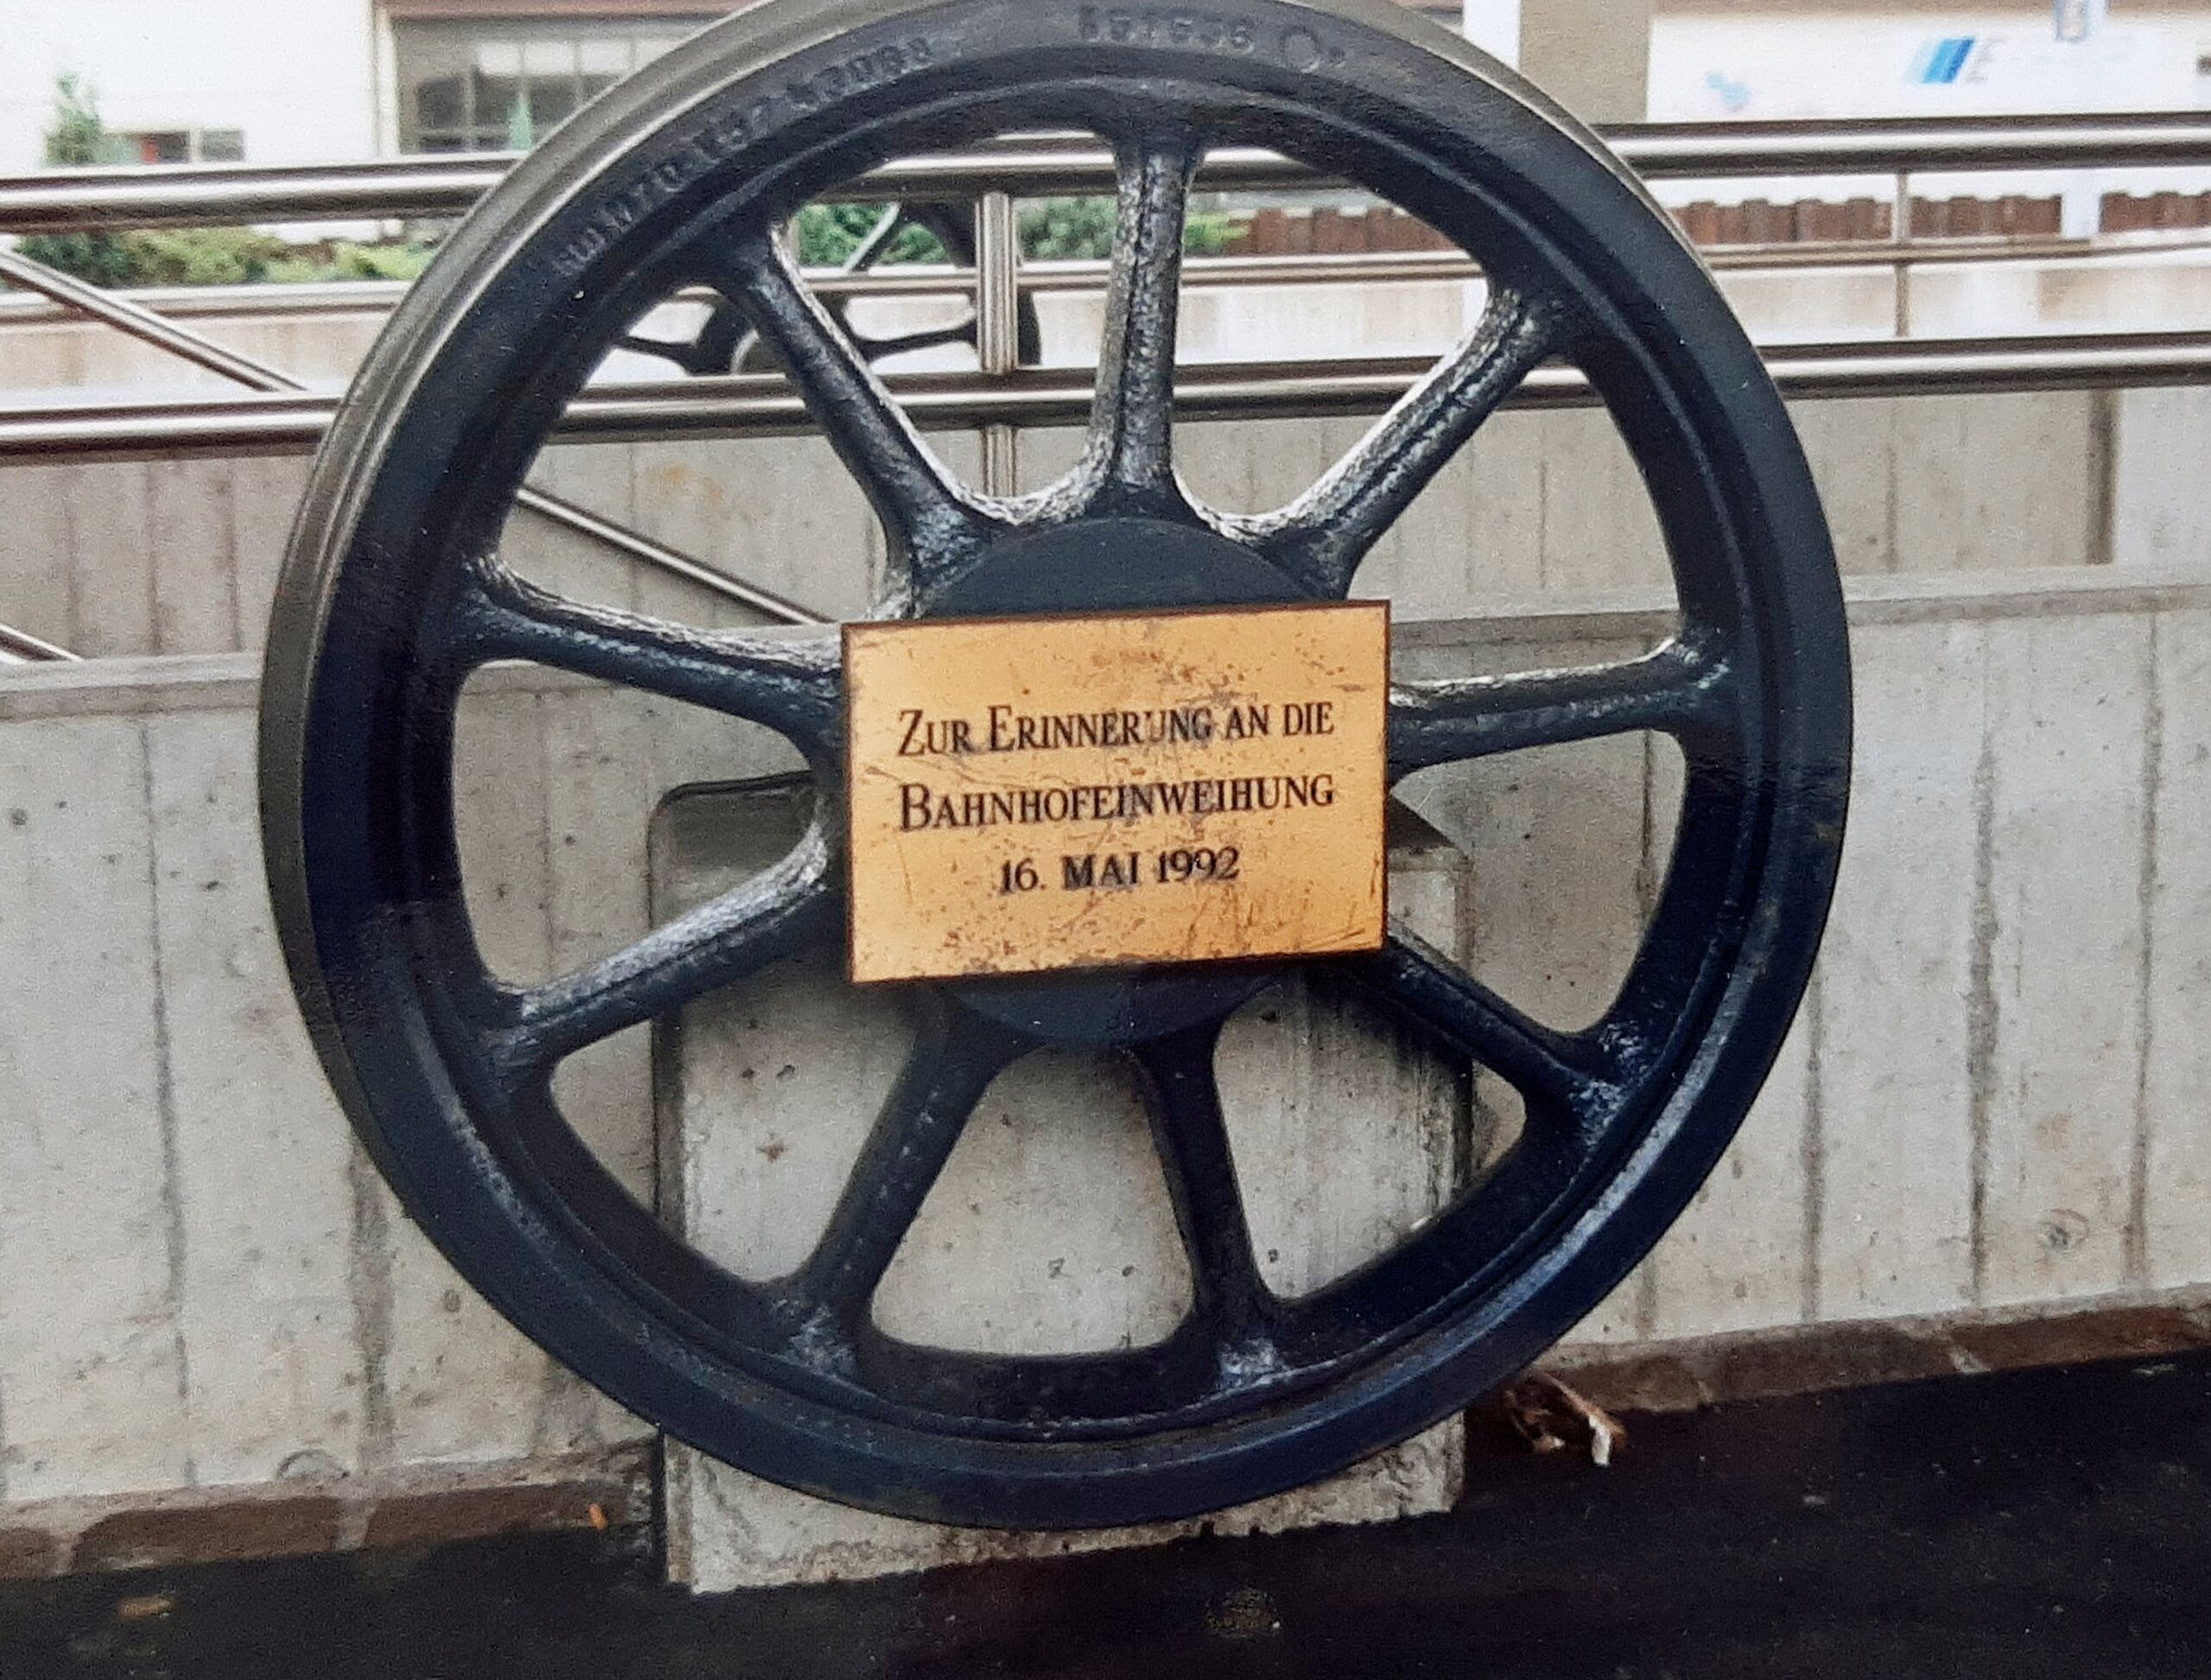 ZUR ERINNERUNG AN DIE
BAHNHOFEINWEIHUNG
16. MAI 1992